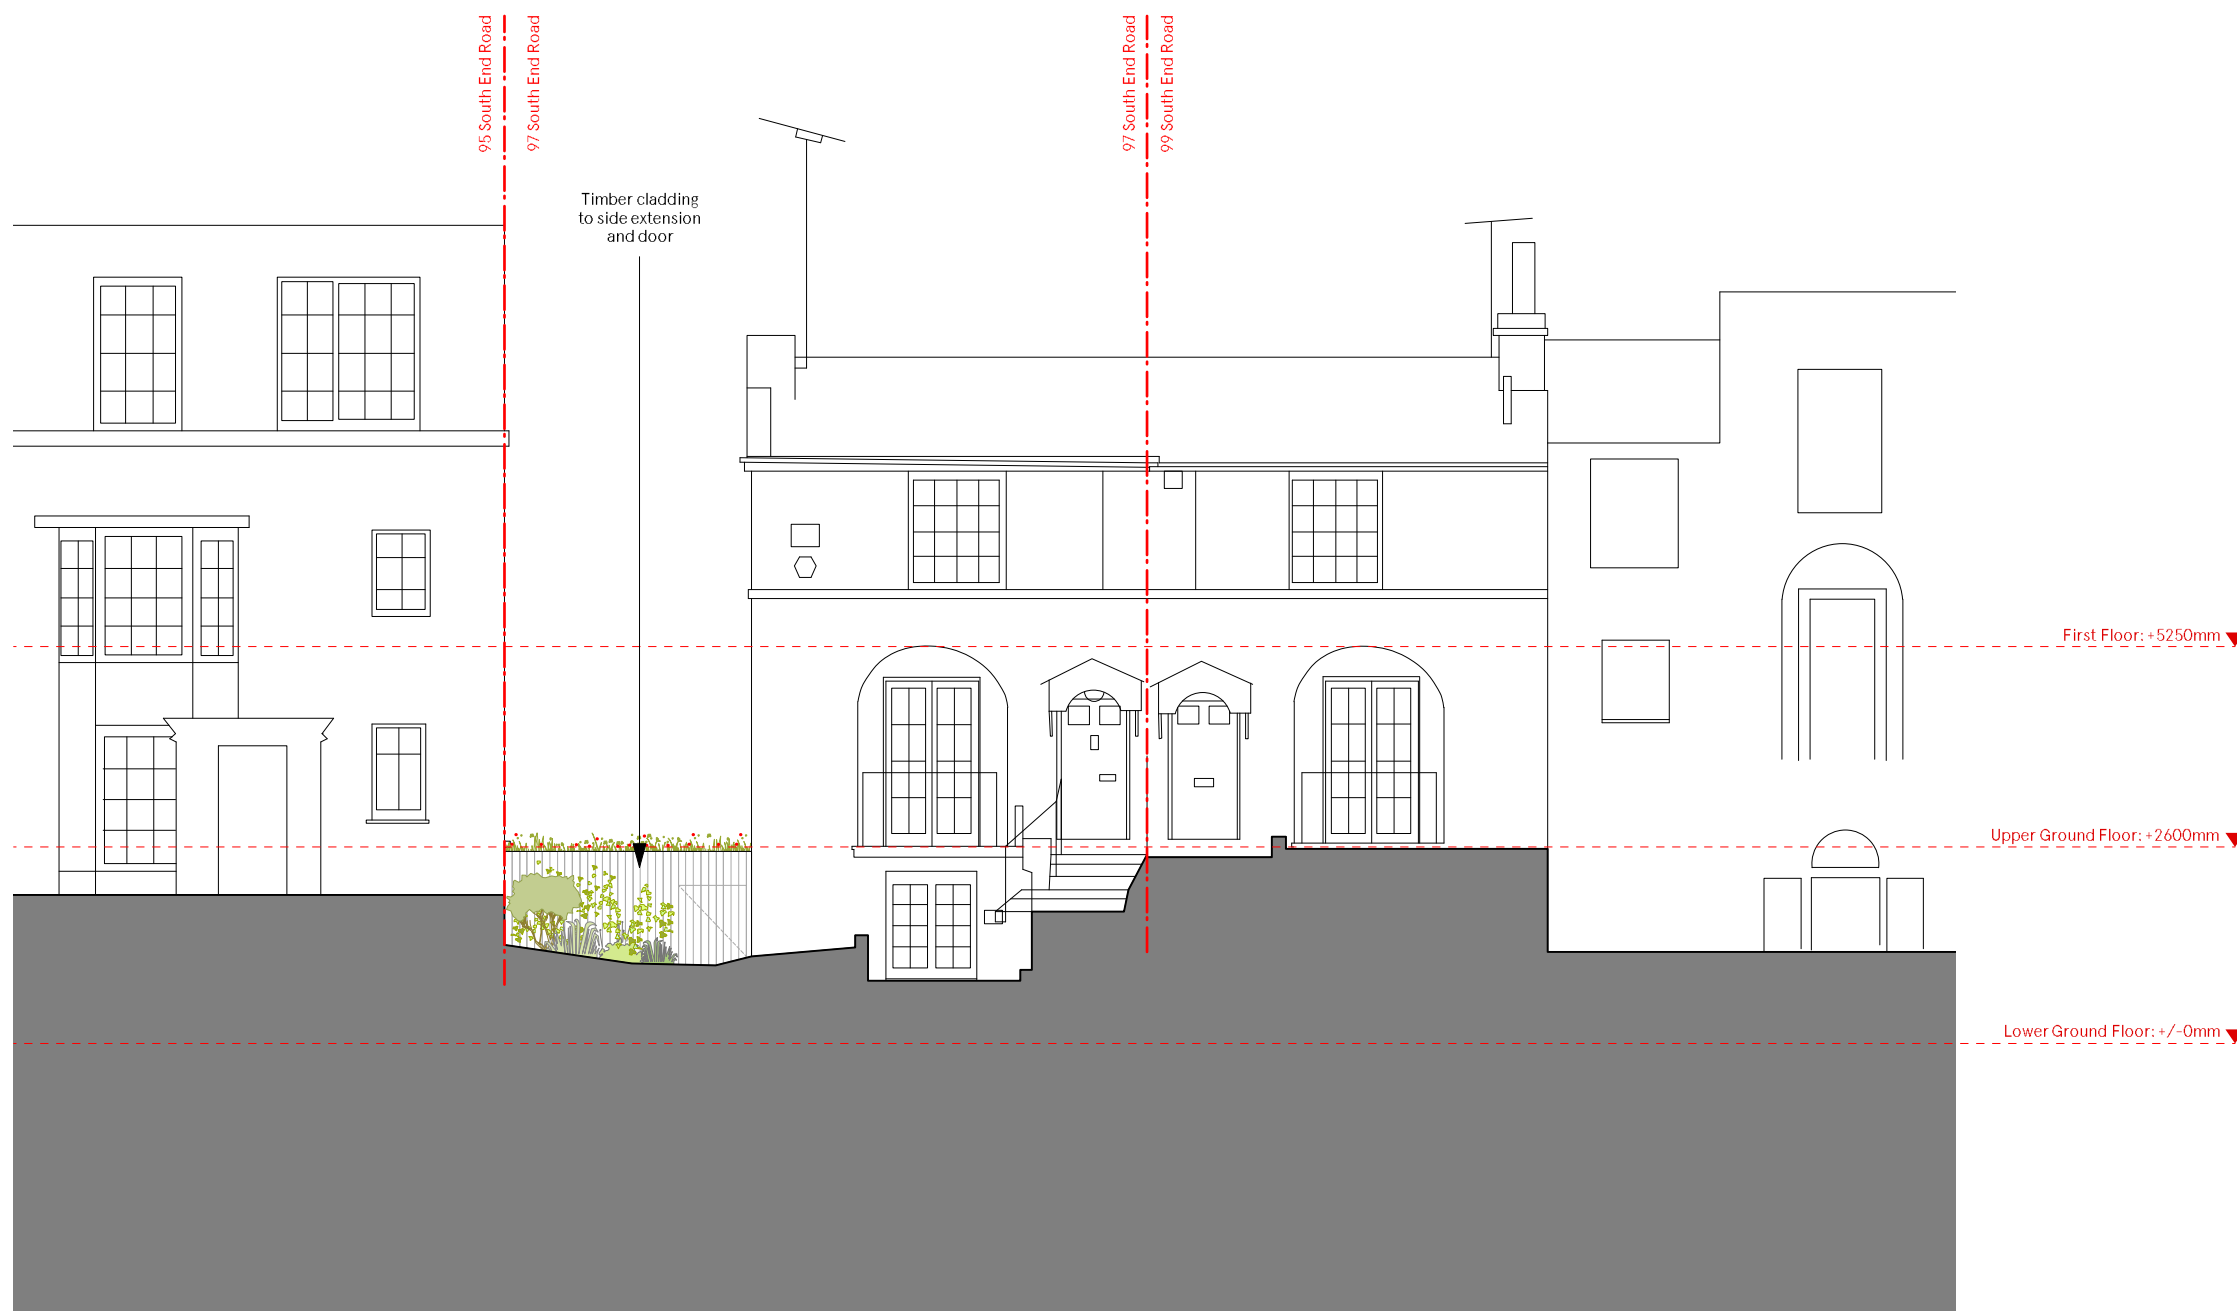 95 South End Road
97 South End Road
97 South End Road
99 South End Road
Timber cladding
to side extension
and door
First Floor: +5250mm
Upper Ground Floor: +2600mm
Lower Ground Floor: +/-0mm